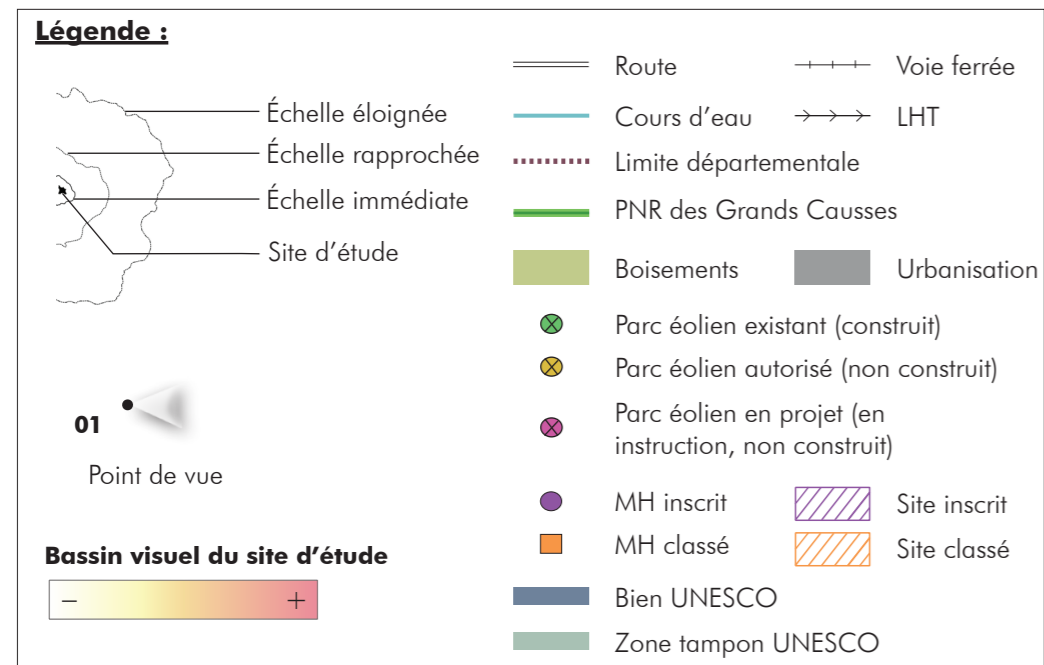 Légende :
Échelle éloignée
Échelle rapprochée
Échelle immédiate
Site d'étude
01
Point de vue
Bassin visuel du site d'étude
− +
Route
Voie ferrée
Cours d'eau
LHT
Limite départementale
PNR des Grands Causses
Boisements
Urbanisation
Parc éolien existant (construit)
Parc éolien autorisé (non construit)
Parc éolien en projet (en
instruction, non construit)
MH inscrit
Site inscrit
MH classé
Site classé
Bien UNESCO
Zone tampon UNESCO